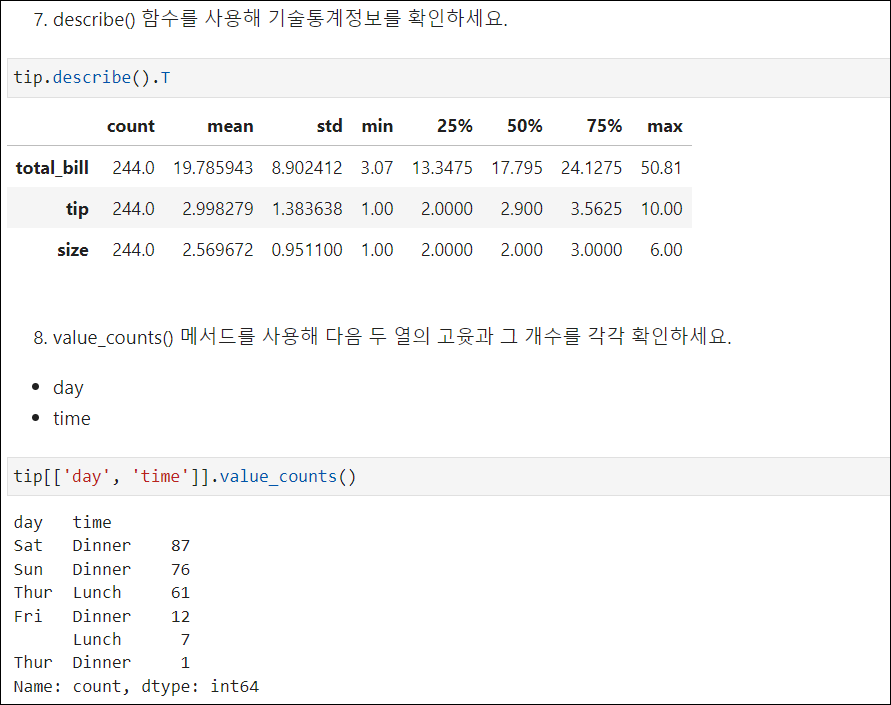 7. describe() 함수를 사용해 기술통계정보를 확인하세요.
tip.describe().T
count mean std min 25% 50% 75% max
total_bill 244.0 19.785943 8.902412 3.07 13.3475 17.795 24.1275 50.81
tip 244.0 2.998279 1.383638 1.00 2.0000 2.900 3.5625 10.00
size 244.0 2.569672 0.951100 1.00 2.0000 2.000 3.0000 6.00
8. value_counts() 메서드를 사용해 다음 두 열의 고윳과 그 개수를 각각 확인하세요.
• day
• time
tip[['day', 'time']].value_counts()
day time
Sat Dinner 87
Sun Dinner 76
Thur Lunch 61
Fri Dinner 12
Lunch 7
Thur Dinner 1
Name: count, dtype: int64